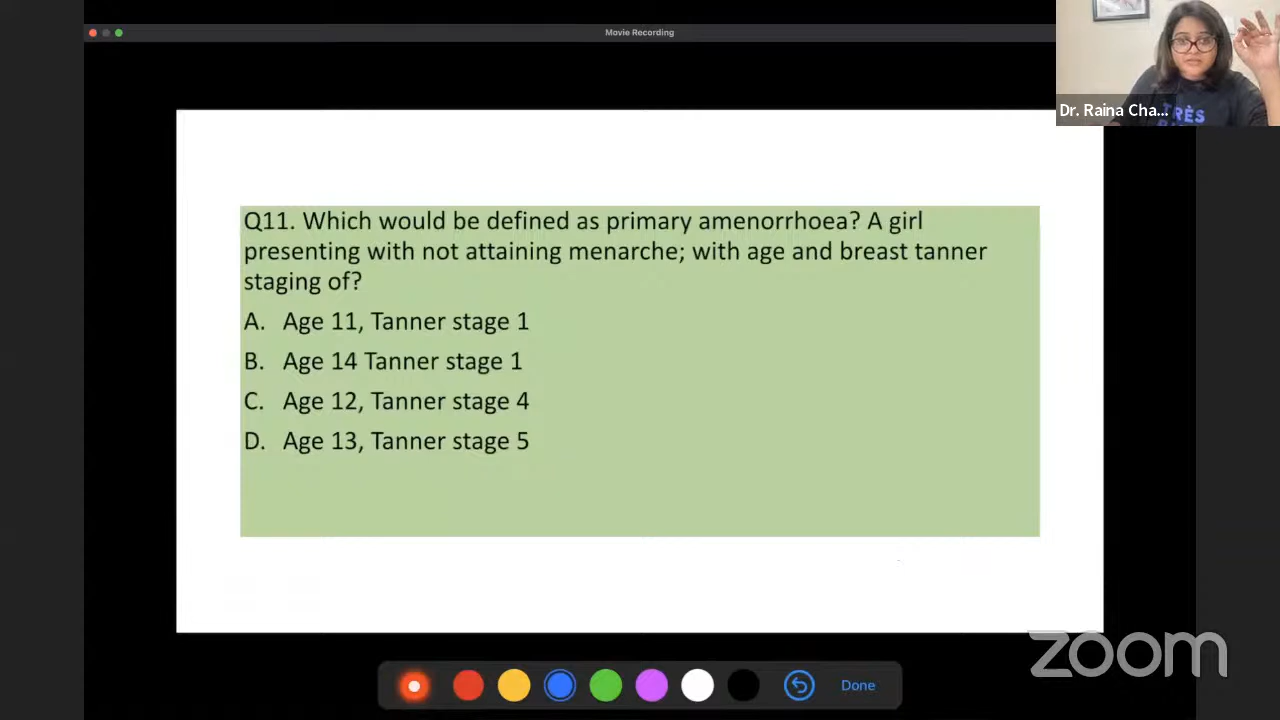 Movie Recording
Dr. Raina Cha...
TRÈS
Q11. Which would be defined as primary amenorrhoea? A girl
presenting with not attaining menarche; with age and breast tanner
staging of?
A. Age 11, Tanner stage 1
B. Age 14 Tanner stage 1
C. Age 12, Tanner stage 4
D. Age 13, Tanner stage 5
zoom
Done